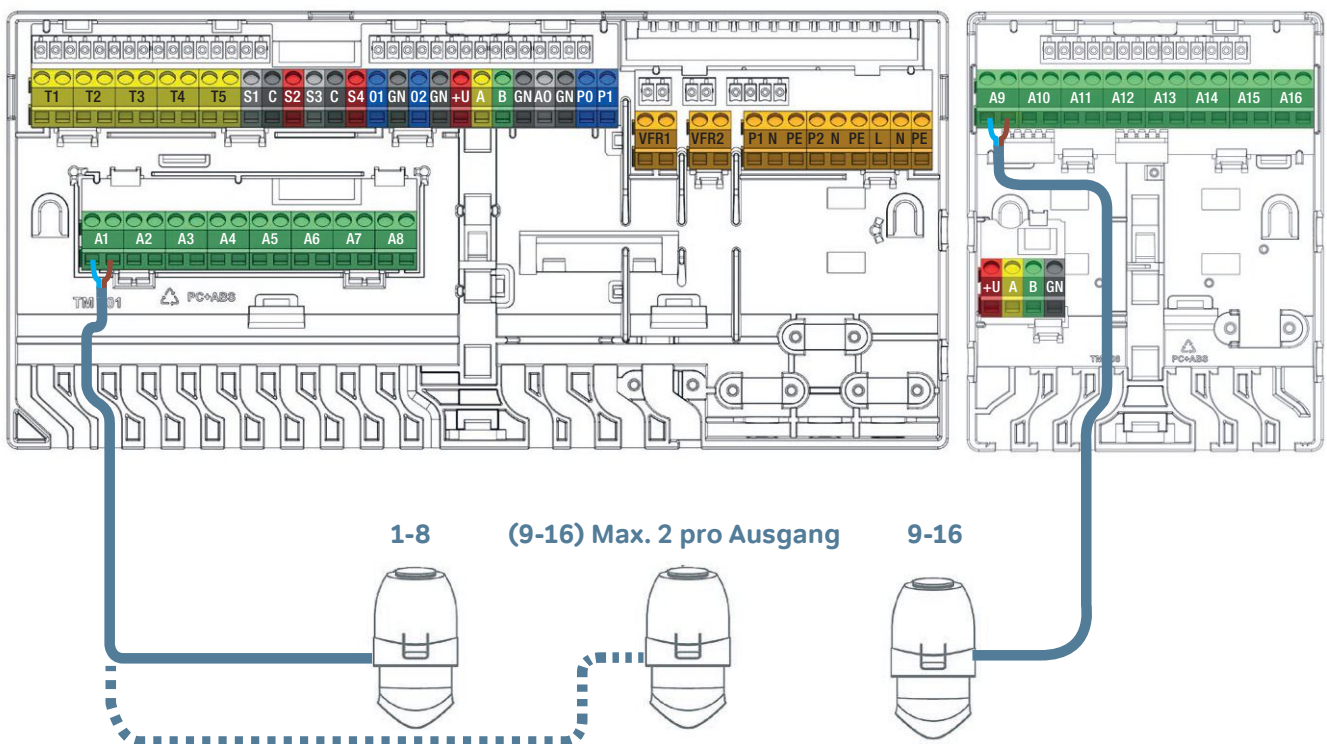 T1 T2 T3 T4 T5 S1 C S2 S3 C S4 01 GN 02 GN +U A B GN A0 GN P0 P1
VFR1 VFR2 P1 N PE P2 N PE L N PE
A1 A2 A3 A4 A5 A6 A7 A8
PC+ABS
A9 A10 A11 A12 A13 A14 A15 A16
+U A B GN
PC+ABS
1-8
(9-16) Max. 2 pro Ausgang
9-16